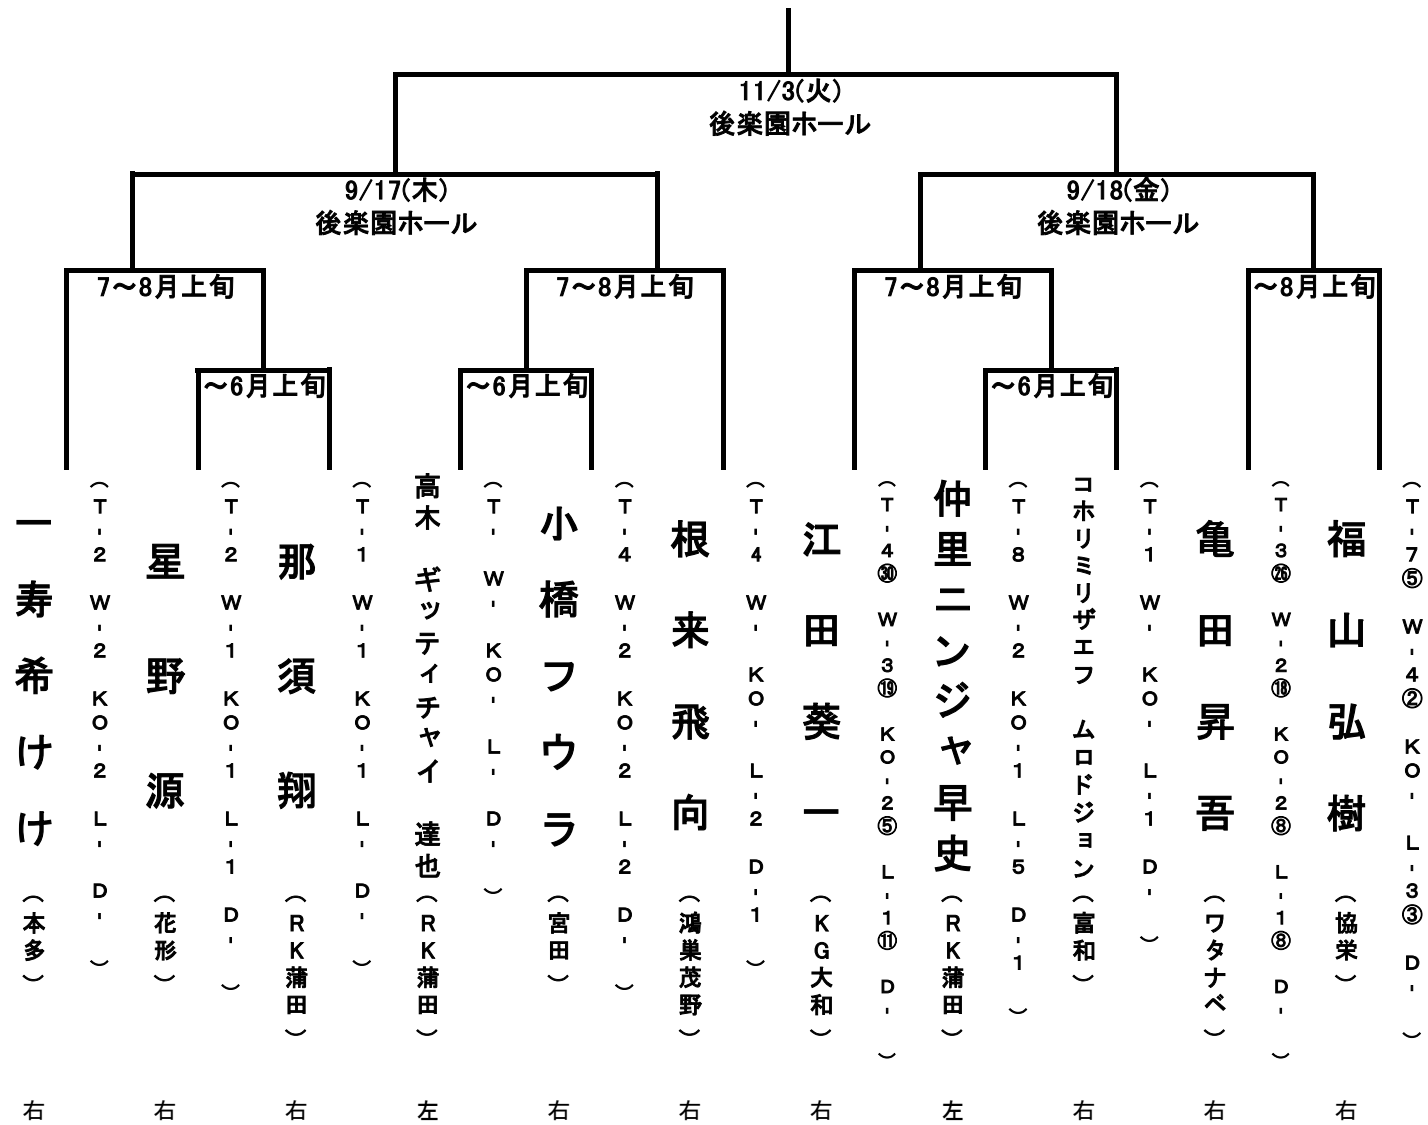 11/3(火)
後楽園ホール
9/17(木)
後楽園ホール
9/18(金)
後楽園ホール
7～8月上旬
7～8月上旬
7～8月上旬
～8月上旬
～6月上旬
～6月上旬
～6月上旬
一寿希けけ（本多） 右
（T-2 W-2 KO-2 L- D- ）
星野源（花形） 右
（T-2 W-1 KO-1 L-1 D- ）
那須翔（RK蒲田） 右
（T-1 W-1 KO-1 L- D- ）
高木 ギッティチャイ 達也（RK蒲田） 左
（T- W- KO- L- D- ）
小橋フウラ（宮田） 右
（T-4 W-2 KO-2 L-2 D- ）
根来飛向（鴻巣茂野） 右
（T-4 W- KO- L-2 D-1 ）
江田葵一（KG大和） 右
（T-4㉚ W-3⑲ KO-2⑤ L-1⑪ D- ）
仲里ニンジャ早史（RK蒲田） 左
（T-8 W-2 KO-1 L-5 D-1 ）
コホリミリザエフ ムロドジョン（富和） 右
（T-1 W- KO- L-1 D- ）
亀田昇吾（ワタナベ） 右
（T-3㉖ W-2⑱ KO-2⑧ L-1⑧ D- ）
福山弘樹（協栄） 右
（T-7⑤ W-4② KO- L-3③ D- ）